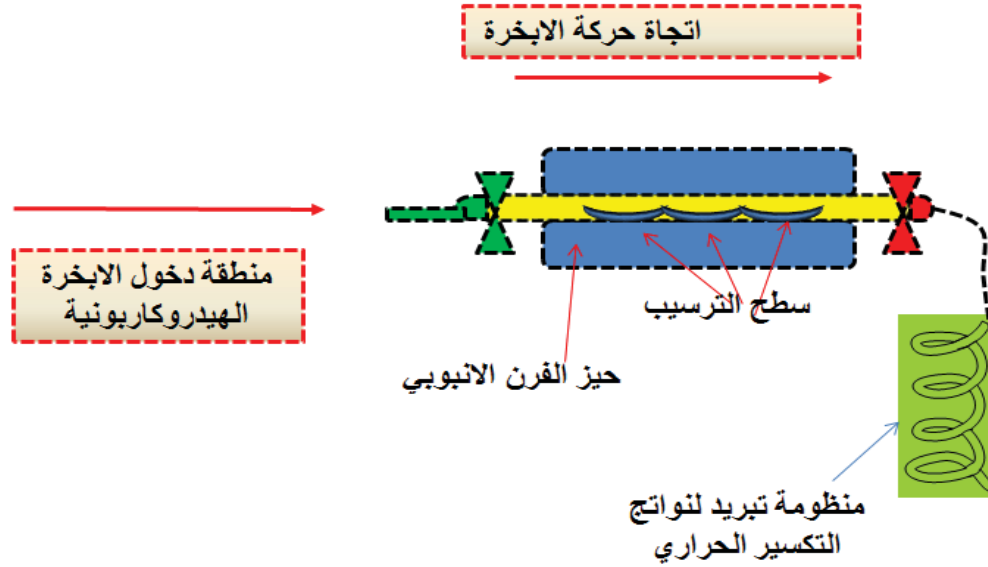 اتجاة حركة الابخرة
منطقة دخول الابخرة
الهيدروكاربونية
سطح الترسيب
حيز الفرن الانبوبي
منظومة تبريد لنواتج
التكسير الحراري